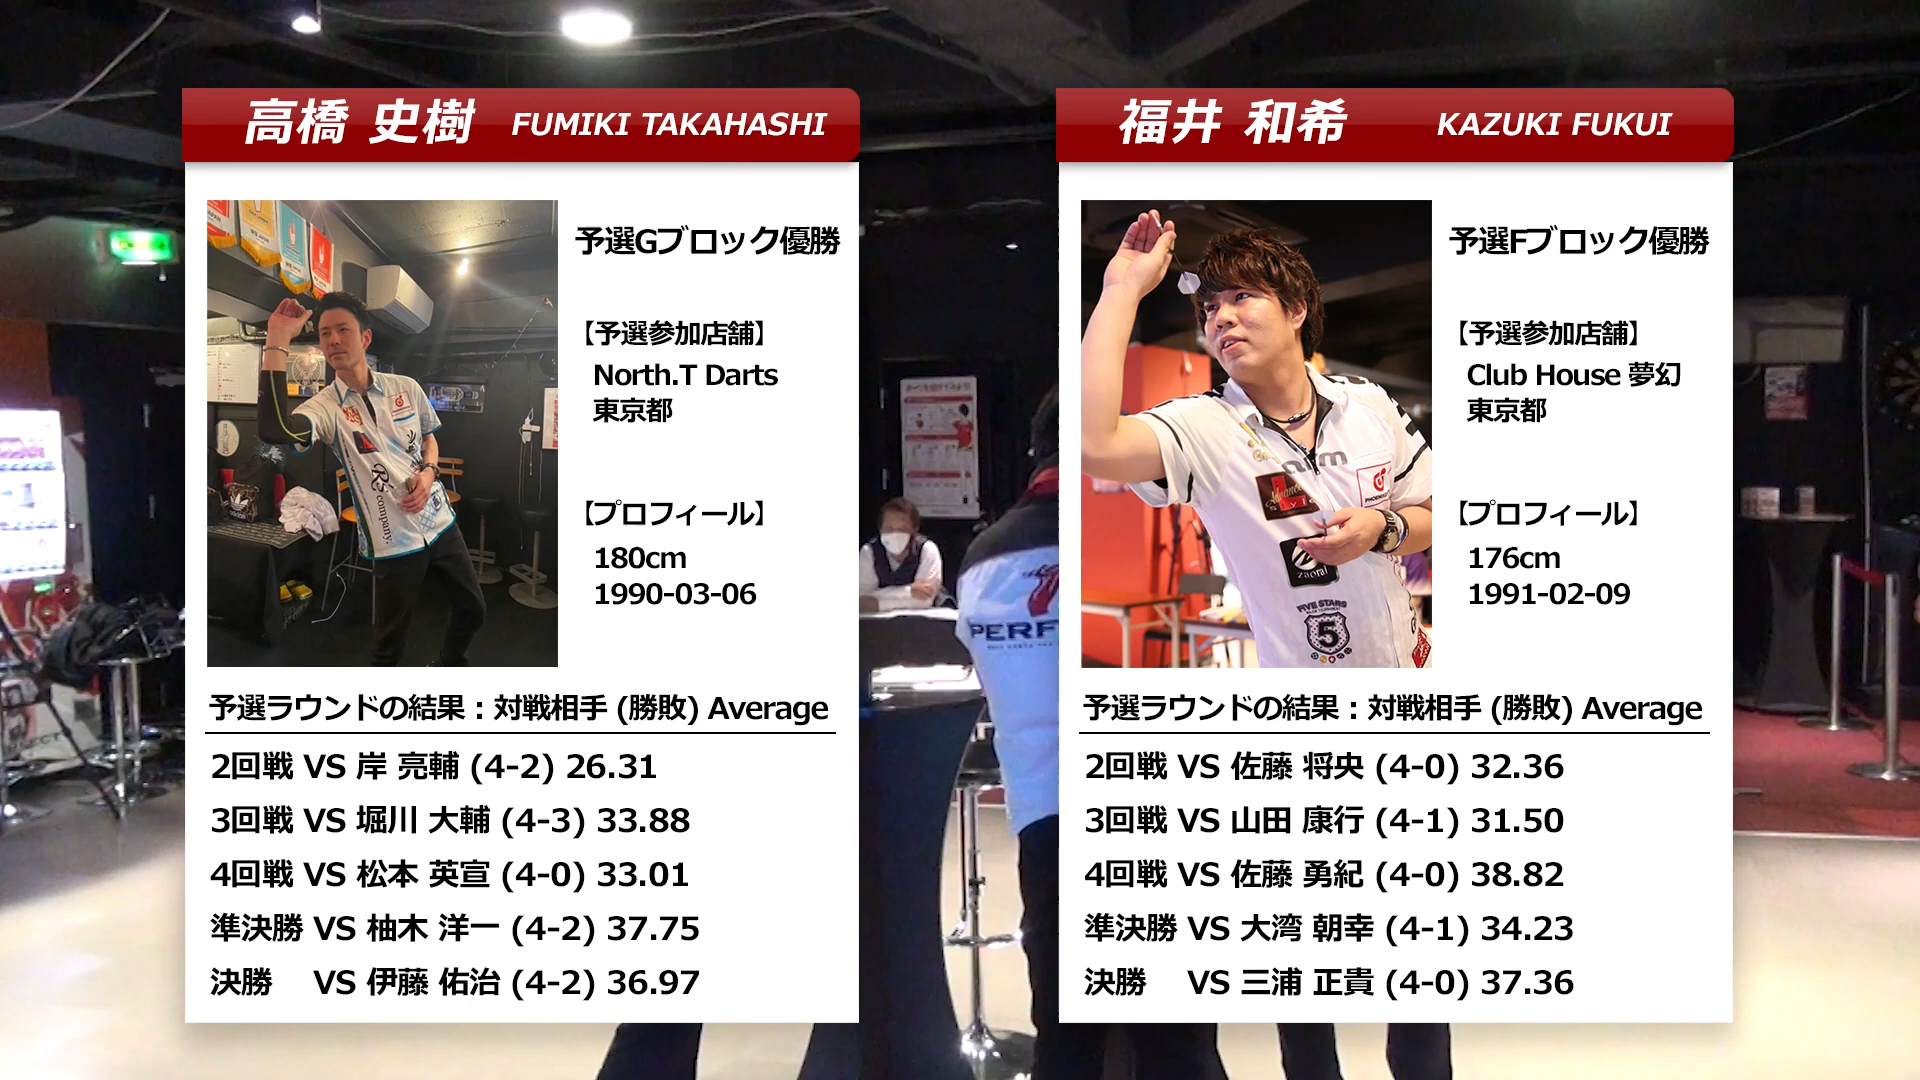 高橋 史樹 FUMIKI TAKAHASHI
予選Gブロック優勝
【予選参加店舗】
North.T Darts
東京都
【プロフィール】
180cm
1990-03-06
R's company.
予選ラウンドの結果：対戦相手 (勝敗) Average
2回戦 VS 岸 亮輔 (4-2) 26.31
3回戦 VS 堀川 大輔 (4-3) 33.88
4回戦 VS 松本 英宣 (4-0) 33.01
準決勝 VS 柚木 洋一 (4-2) 37.75
決勝 VS 伊藤 佑治 (4-2) 36.97
PERF
福井 和希 KAZUKI FUKUI
予選Fブロック優勝
【予選参加店舗】
Club House 夢幻
東京都
【プロフィール】
176cm
1991-02-09
PHOENIX
zaoral
FIVE STARS
5
予選ラウンドの結果：対戦相手 (勝敗) Average
2回戦 VS 佐藤 将央 (4-0) 32.36
3回戦 VS 山田 康行 (4-1) 31.50
4回戦 VS 佐藤 勇紀 (4-0) 38.82
準決勝 VS 大湾 朝幸 (4-1) 34.23
決勝 VS 三浦 正貴 (4-0) 37.36